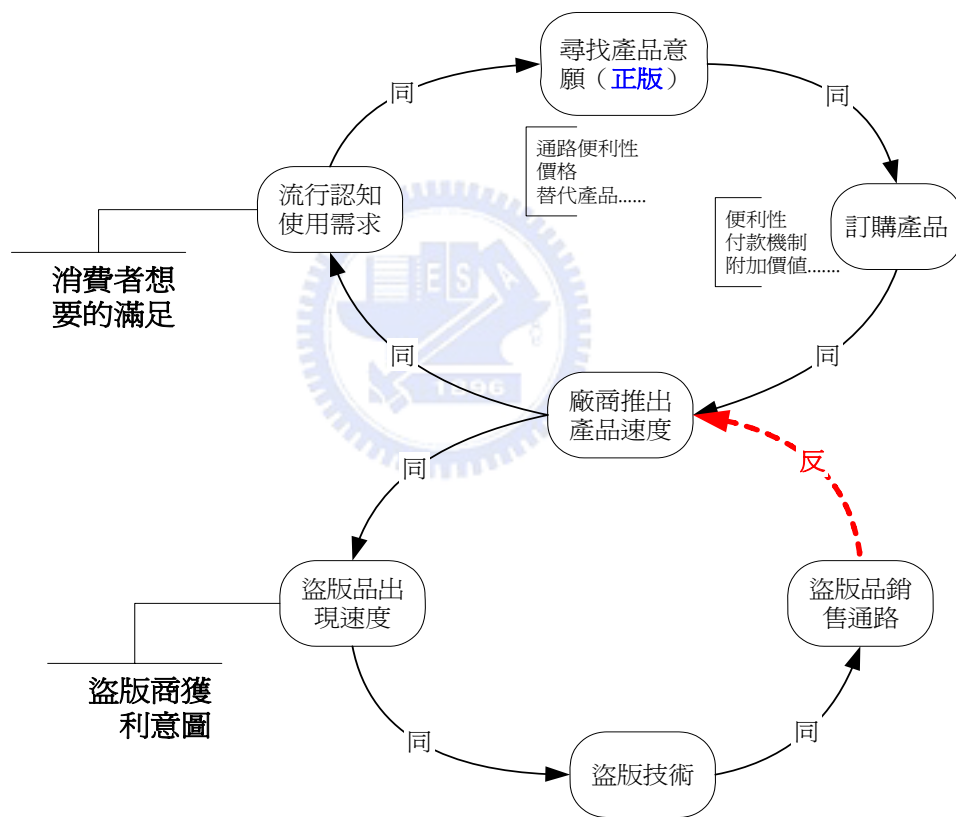 尋找產品意
願（正版）
同
同
通路便利性
價格
替代產品......
流行認知
使用需求
便利性
付款機制
附加價值.......
訂購產品
消費者想
要的滿足
同
同
I E S A
1896
廠商推出
產品速度
同
反
盜版品出
現速度
盜版品銷
售通路
盜版商獲
利意圖
同
同
盜版技術